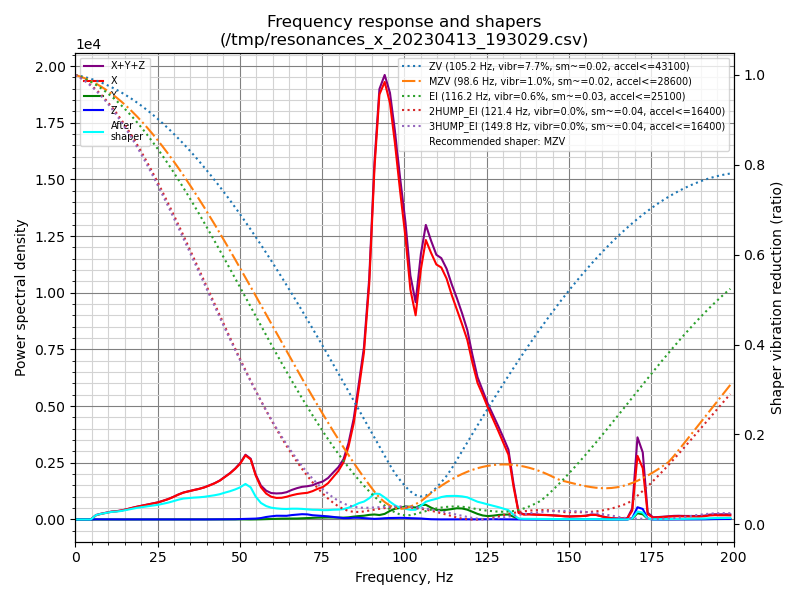 Frequency response and shapers
(/tmp/resonances_x_20230413_193029.csv)
1e4
X+Y+Z
X
Y
Z
After
shaper
ZV (105.2 Hz, vibr=7.7%, sm~=0.02, accel<=43100)
MZV (98.6 Hz, vibr=1.0%, sm~=0.02, accel<=28600)
EI (116.2 Hz, vibr=0.6%, sm~=0.03, accel<=25100)
2HUMP_EI (121.4 Hz, vibr=0.0%, sm~=0.04, accel<=16400)
3HUMP_EI (149.8 Hz, vibr=0.0%, sm~=0.04, accel<=16400)
Recommended shaper: MZV
Power spectral density
2.00
1.75
1.50
1.25
1.00
0.75
0.50
0.25
0.00
1.0
0.8
0.6
0.4
0.2
0.0
Shaper vibration reduction (ratio)
0 25 50 75 100 125 150 175 200
Frequency, Hz